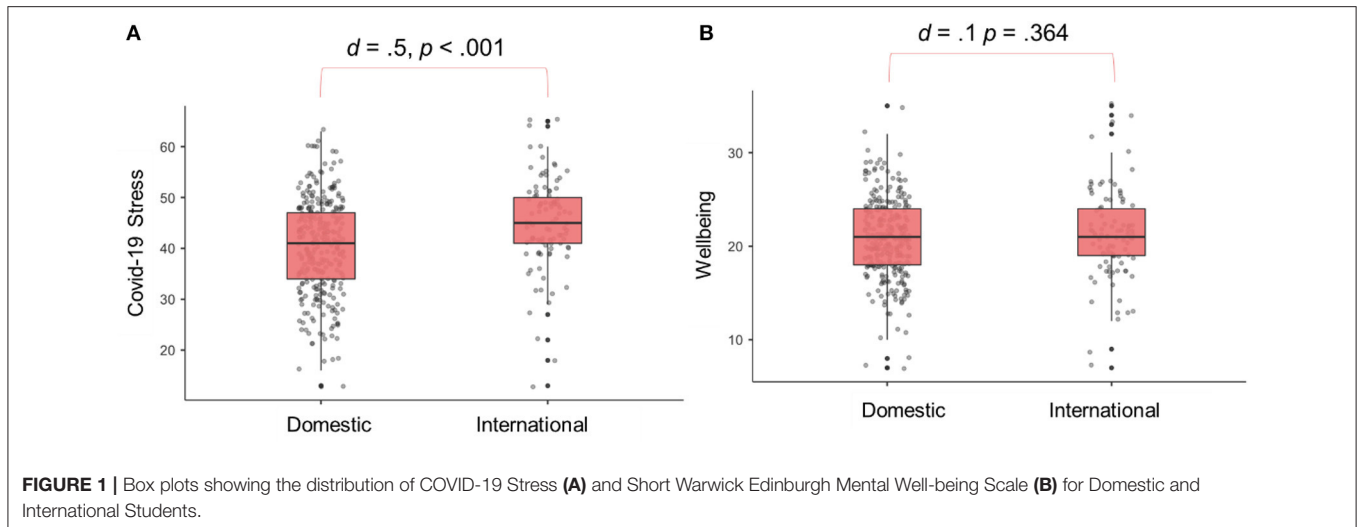 A
d = .5, p < .001
Covid-19 Stress
60
50
40
30
20
Domestic
International
B
d = .1 p = .364
Wellbeing
30
20
10
Domestic
International
FIGURE 1 | Box plots showing the distribution of COVID-19 Stress (A) and Short Warwick Edinburgh Mental Well-being Scale (B) for Domestic and
International Students.